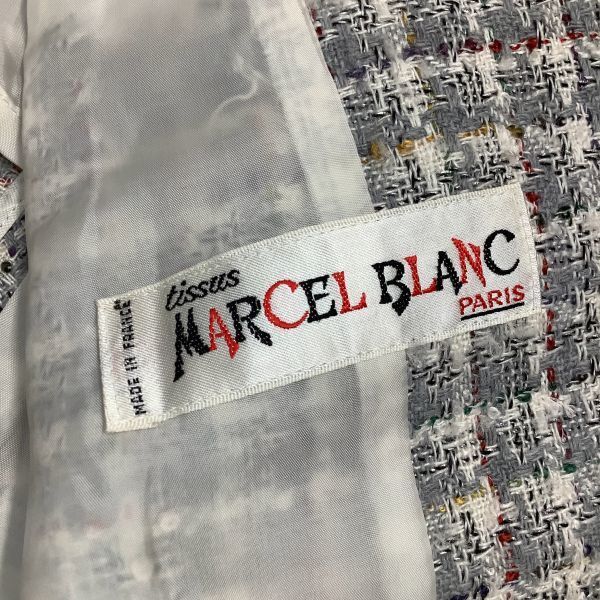 tissus
MARCEL BLANC
PARIS
MADE IN FRANCE